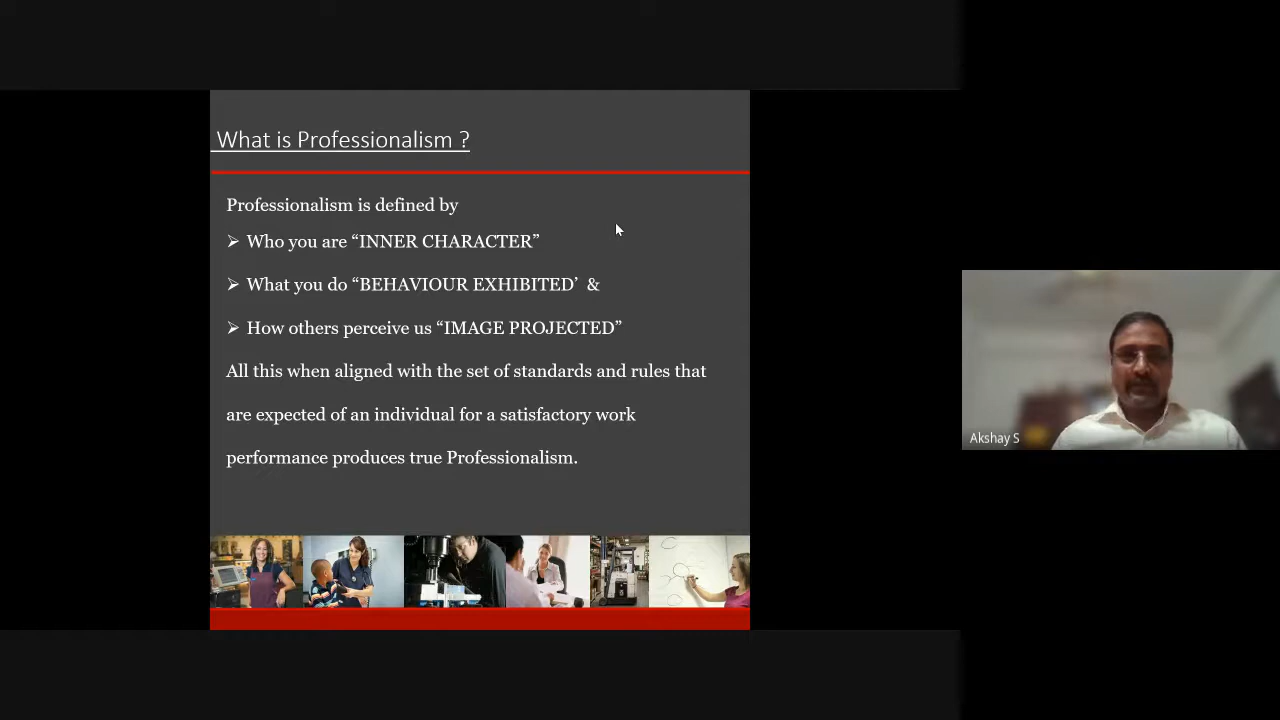 What is Professionalism ?
Professionalism is defined by
➢ Who you are “INNER CHARACTER”
➢ What you do “BEHAVIOUR EXHIBITED’ &
➢ How others perceive us “IMAGE PROJECTED”
All this when aligned with the set of standards and rules that
are expected of an individual for a satisfactory work
performance produces true Professionalism.
Akshay S